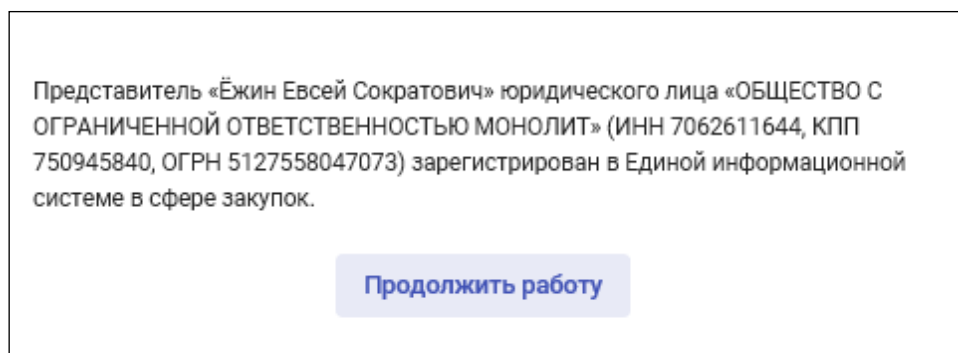 Представитель «Ёжин Евсей Сократович» юридического лица «ОБЩЕСТВО С
ОГРАНИЧЕННОЙ ОТВЕТСТВЕННОСТЬЮ МОНОЛИТ» (ИНН 7062611644, КПП
750945840, ОГРН 5127558047073) зарегистрирован в Единой информационной
системе в сфере закупок.
Продолжить работу